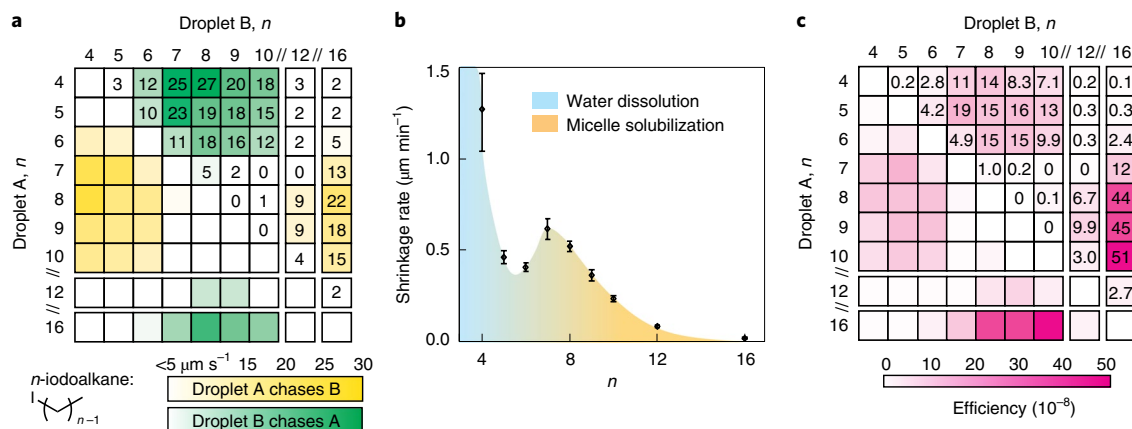 a
Droplet B, n
4 5 6 7 8 9 10 // 12 // 16
Droplet A, n
4 3 12 25 27 20 18 3 2
5 10 23 19 18 15 2 2
6 11 18 16 12 2 5
7 5 2 0 0 13
8 0 1 9 22
9 0 9 18
10 4 15
//
12 2
//
16
<5 μm s⁻¹ 15 20 25 30
n-iodoalkane:
I
n−1
Droplet A chases B
Droplet B chases A
b
Shrinkage rate (μm min⁻¹)
1.5
1.0
0.5
0.0
Water dissolution
Micelle solubilization
4 8 12 16
n
c
Droplet B, n
4 5 6 7 8 9 10 // 12 // 16
Droplet A, n
4 0.2 2.8 11 14 8.3 7.1 0.2 0.1
5 4.2 19 15 16 13 0.3 0.3
6 4.9 15 15 9.9 0.3 2.4
7 1.0 0.2 0 0 12
8 0 0.1 6.7 44
9 0 9.9 45
10 3.0 51
//
12 2.7
//
16
0 10 20 30 40 50
Efficiency (10⁻⁸)